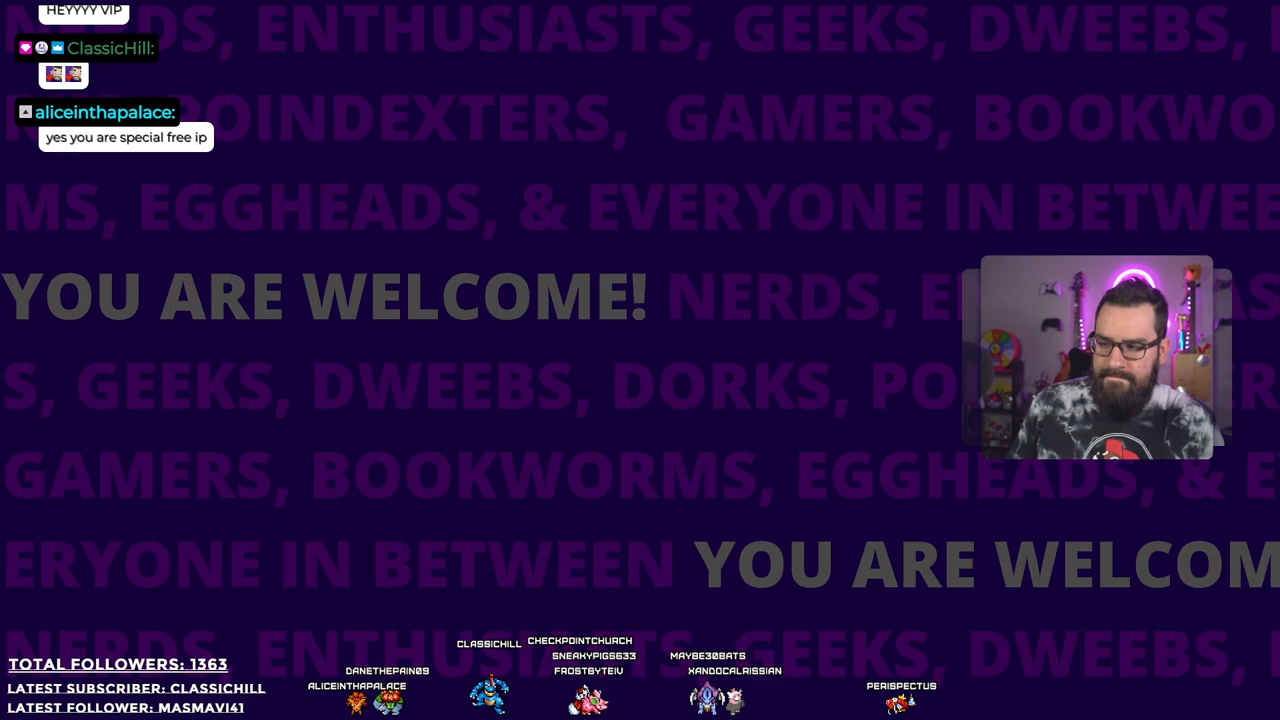 HEYYYY VIP
NERDS, ENTHUSIASTS, GEEKS, DWEEBS,
ClassicHill:
aliceinthapalace:
POINDEXTERS, GAMERS, BOOKWO
yes you are special free ip
MS, EGGHEADS, & EVERYONE IN BETWEE
YOU ARE WELCOME! NERDS,
S, GEEKS, DWEEBS, DORKS, PO
GAMERS, BOOKWORMS, EGGHEADS, & E
ERYONE IN BETWEEN YOU ARE WELCOM
NERDS, ENTHUSIASTS, GEEKS, DWEEBS,
CLASSICHILL
CHECKPOINTCHURCH
SNEAKYPIGS633
MAYBE30BATS
DANETHEPAIN09
FROSTBYTEIV
XANDOCALRISSIAN
ALICEINTHAPALACE
PERISPECTUS
TOTAL FOLLOWERS: 1363
LATEST SUBSCRIBER: CLASSICHILL
LATEST FOLLOWER: MASMAVI41